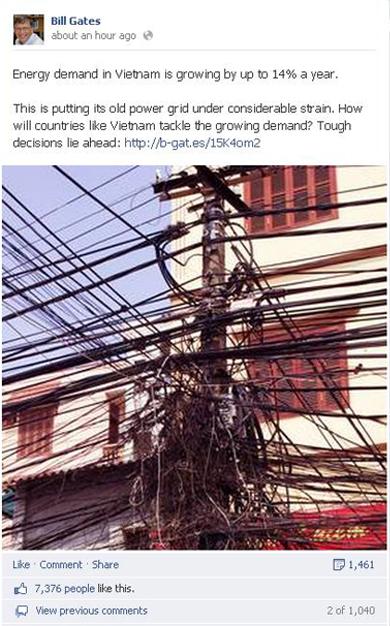 Bill Gates
about an hour ago
Energy demand in Vietnam is growing by up to 14% a year.
This is putting its old power grid under considerable strain. How
will countries like Vietnam tackle the growing demand? Tough
decisions lie ahead: http://b-gat.es/15K4om2
Like · Comment · Share 1,461
7,376 people like this.
View previous comments 2 of 1,040